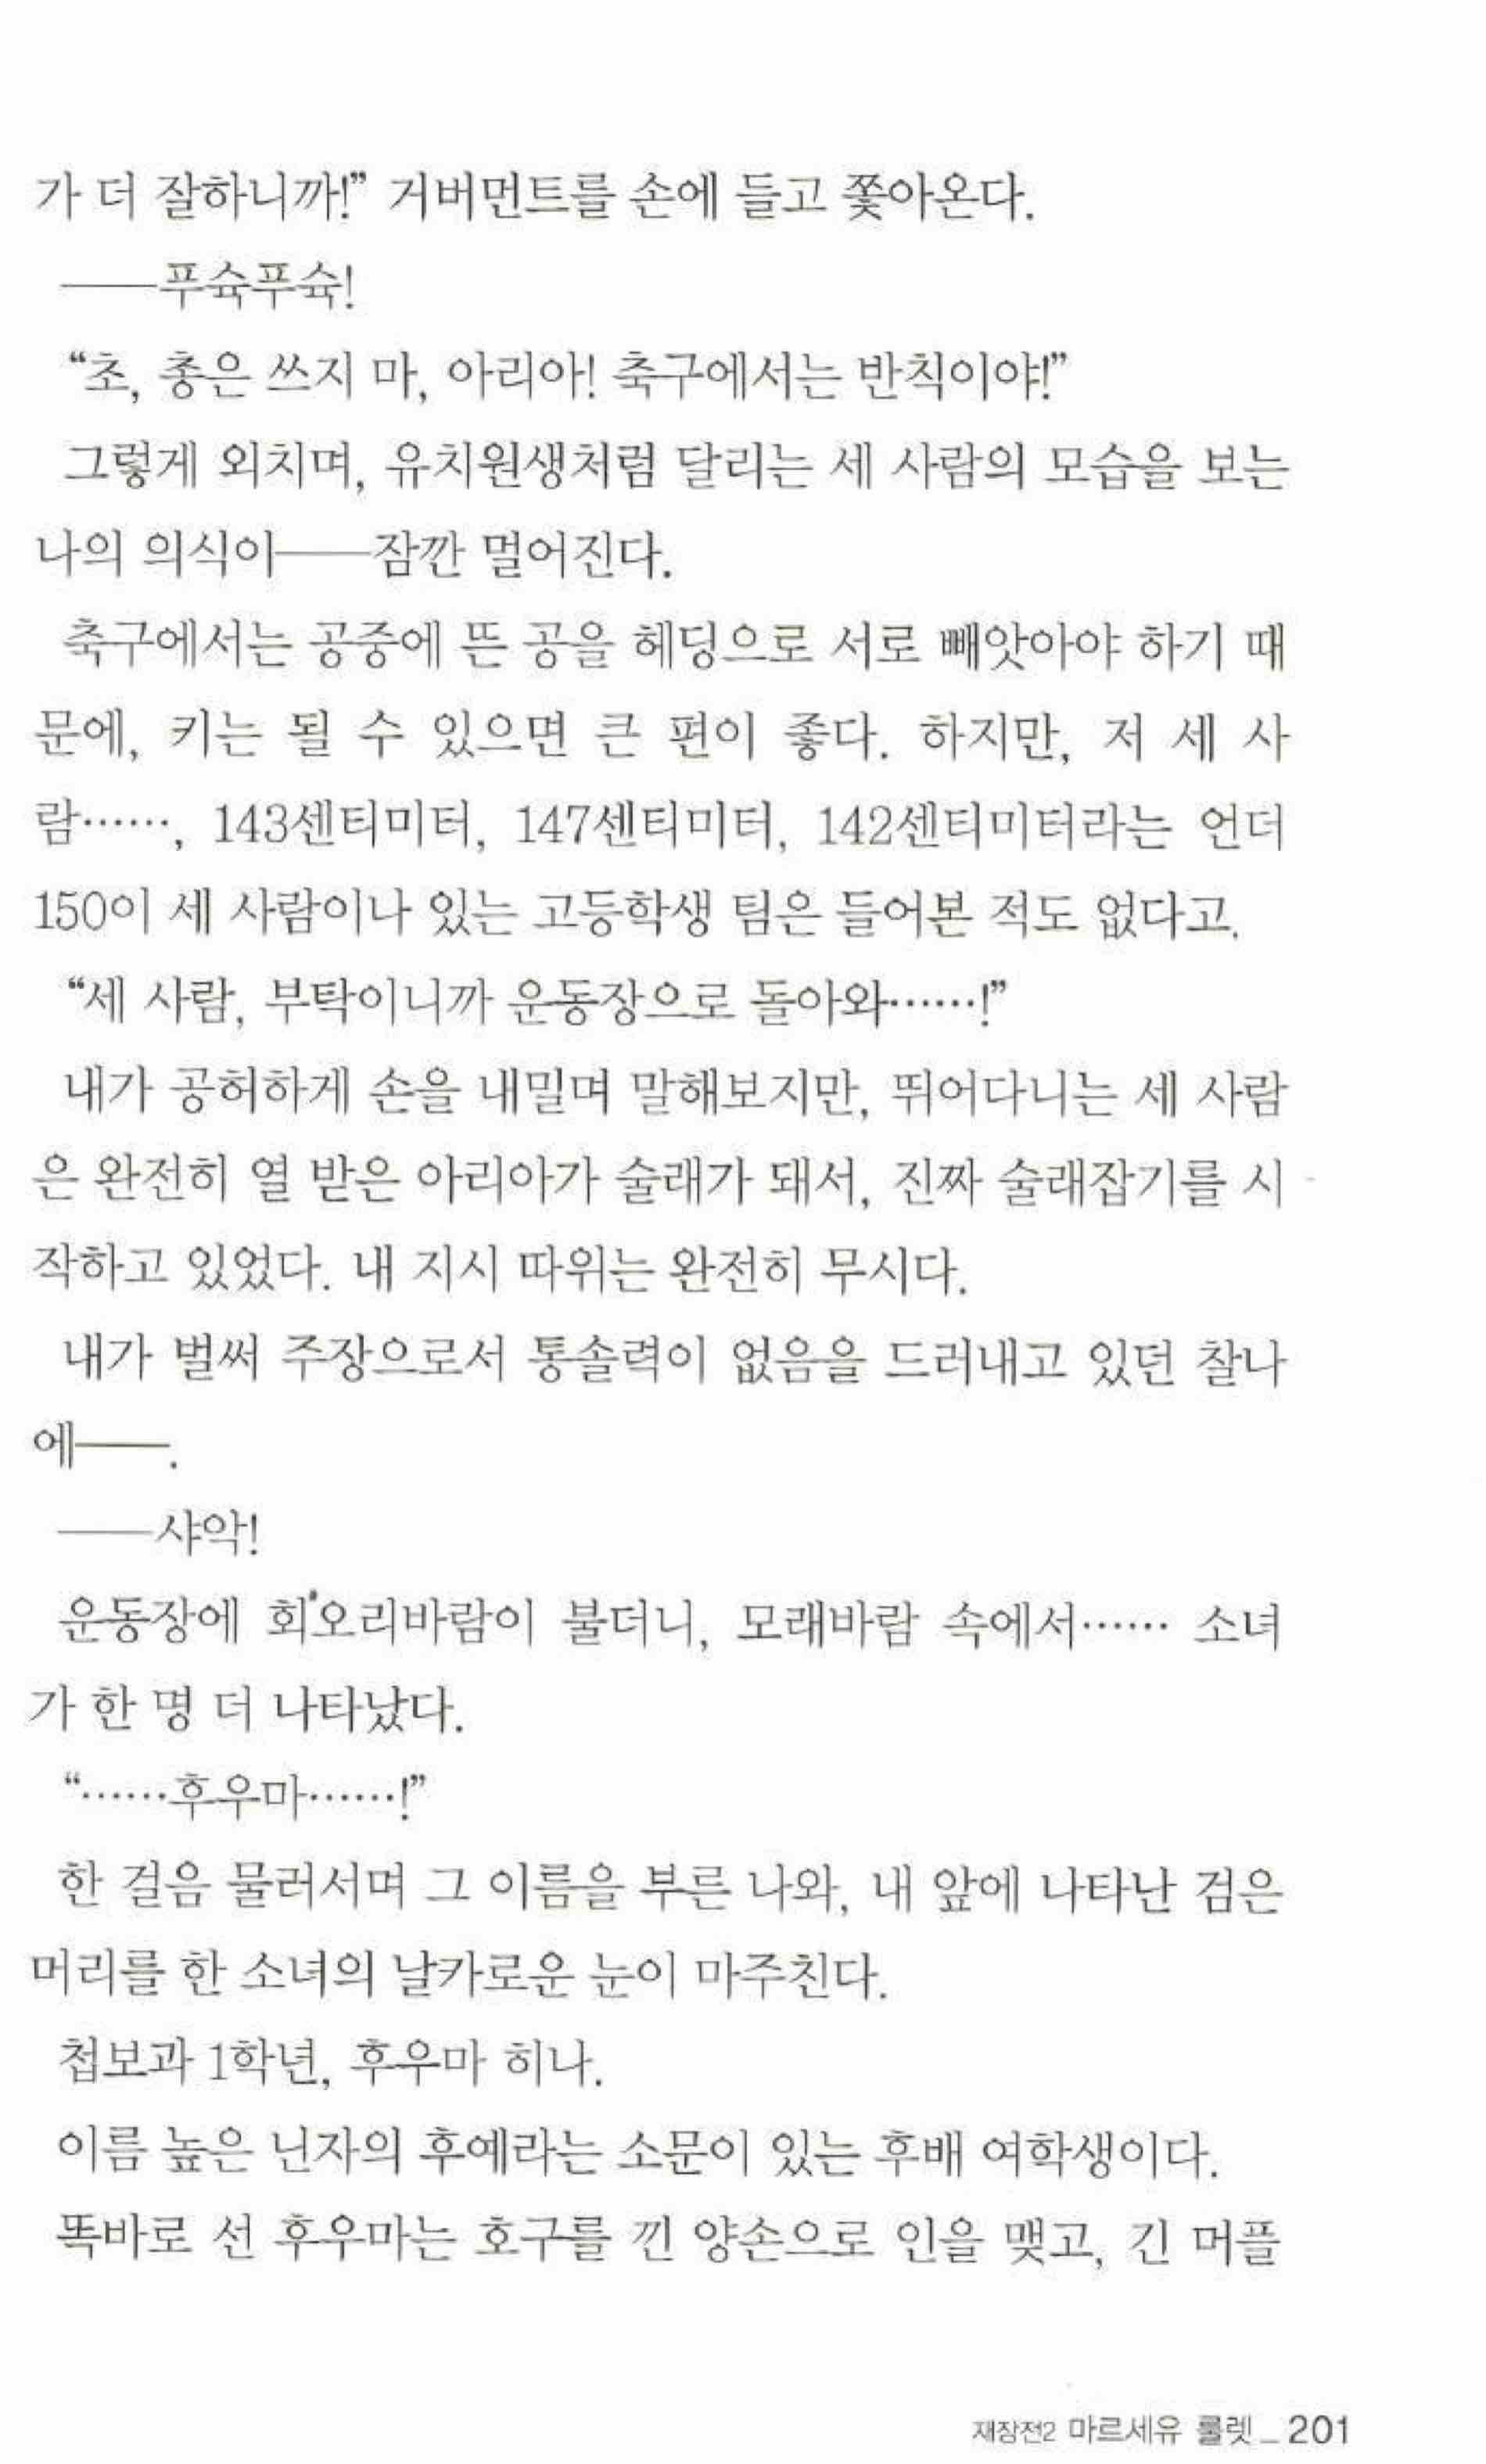 가 더 잘하니까!” 거버먼트를 손에 들고 쫓아온다.
──푸슉푸슉!
“초, 총은 쓰지 마, 아리아! 축구에서는 반칙이야!”
그렇게 외치며, 유치원생처럼 달리는 세 사람의 모습을 보는
나의 의식이──잠깐 멀어진다.
축구에서는 공중에 뜬 공을 헤딩으로 서로 빼앗아야 하기 때
문에, 키는 될 수 있으면 큰 편이 좋다. 하지만, 저 세 사
람……, 143센티미터, 147센티미터, 142센티미터라는 언더
150이 세 사람이나 있는 고등학생 팀은 들어본 적도 없다고.
“세 사람, 부탁이니까 운동장으로 돌아와……!”
내가 공허하게 손을 내밀며 말해보지만, 뛰어다니는 세 사람
은 완전히 열 받은 아리아가 술래가 돼서, 진짜 술래잡기를 시
작하고 있었다. 내 지시 따위는 완전히 무시다.
내가 벌써 주장으로서 통솔력이 없음을 드러내고 있던 찰나
에──.
──샤악!
운동장에 회오리바람이 불더니, 모래바람 속에서…… 소녀
가 한 명 더 나타났다.
“……후우마……!”
한 걸음 물러서며 그 이름을 부른 나와, 내 앞에 나타난 검은
머리를 한 소녀의 날카로운 눈이 마주친다.
첩보과 1학년, 후우마 히나.
이름 높은 닌자의 후예라는 소문이 있는 후배 여학생이다.
똑바로 선 후우마는 호구를 낀 양손으로 인을 맺고, 긴 머플
재장전2 마르세유 룰렛 _ 201